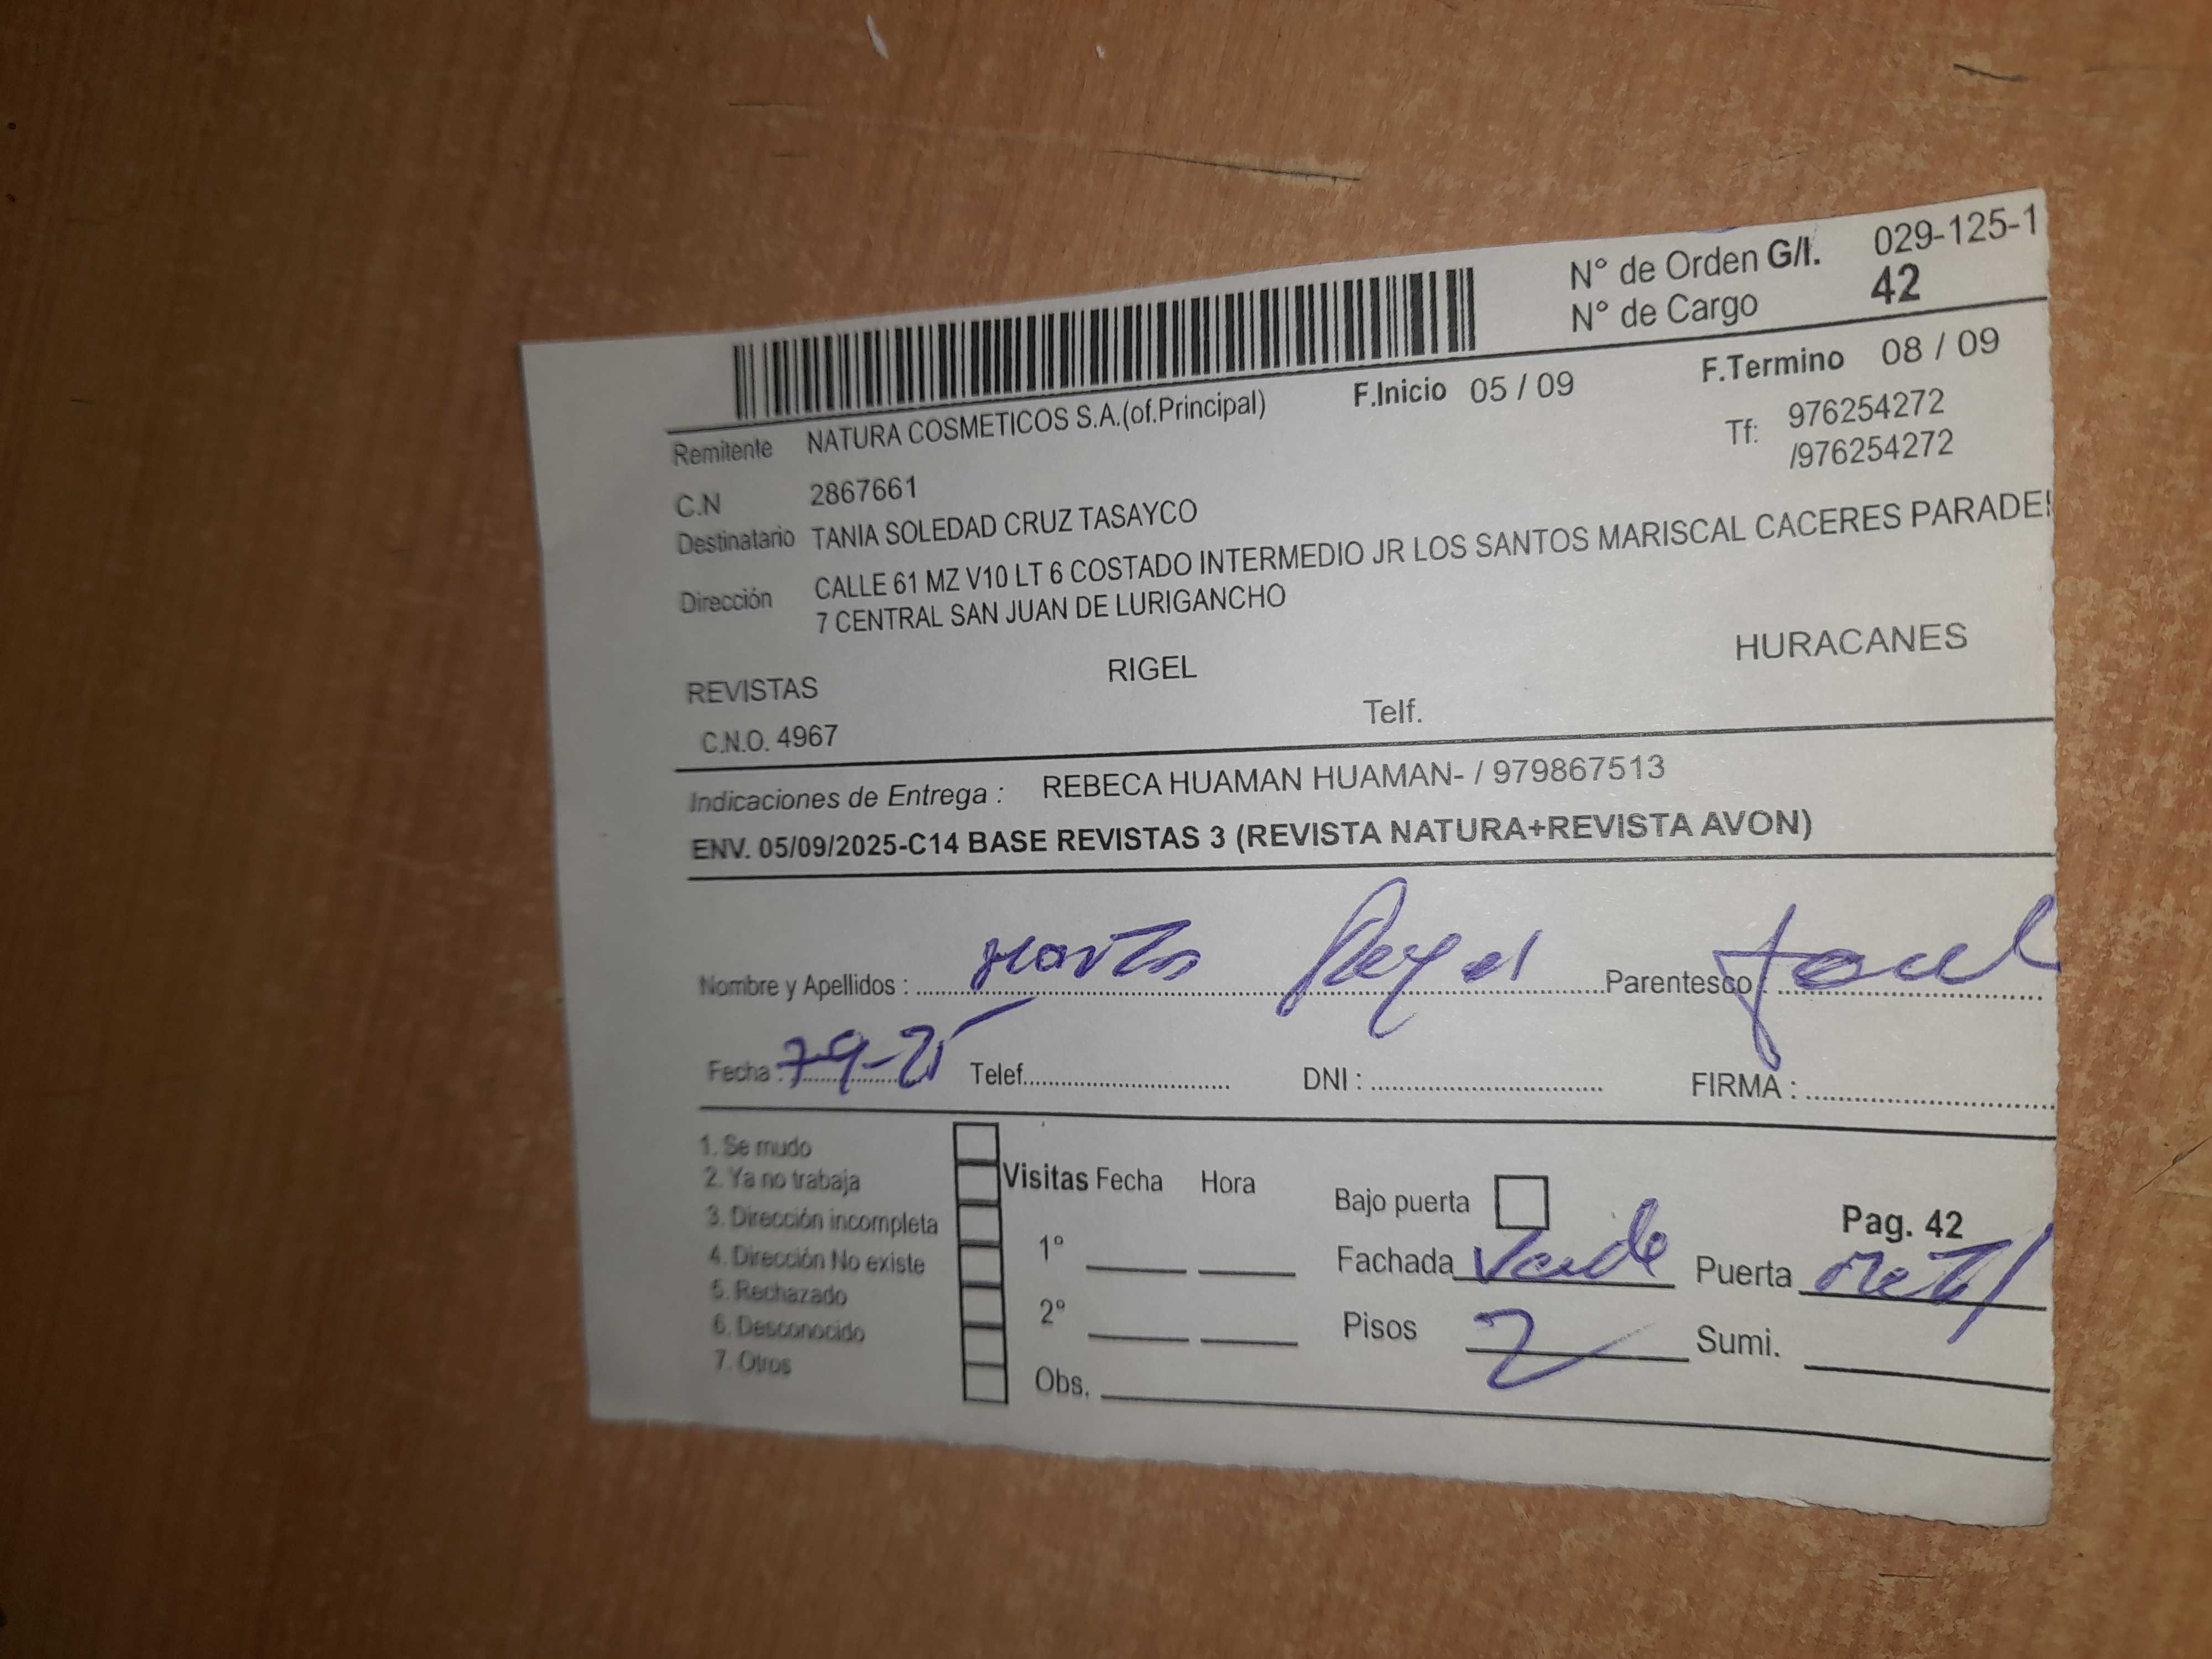 N° de Orden G/I. 029-125-1
N° de Cargo 42
F.Inicio 05 / 09 F.Termino 08 / 09
Remitente NATURA COSMETICOS S.A.(of.Principal) Tf: 976254272
/976254272
C.N 2867661
Destinatario TANIA SOLEDAD CRUZ TASAYCO
Dirección CALLE 61 MZ V10 LT 6 COSTADO INTERMEDIO JR LOS SANTOS MARISCAL CACERES PARADE
7 CENTRAL SAN JUAN DE LURIGANCHO
REVISTAS RIGEL HURACANES
C.N.O. 4967 Telf.
Indicaciones de Entrega : REBECA HUAMAN HUAMAN- / 979867513
ENV. 05/09/2025-C14 BASE REVISTAS 3 (REVISTA NATURA+REVISTA AVON)
Nombre y Apellidos : Parentesco :
Fecha : 7-9-25 Telef. DNI : FIRMA :
1. Se mudo
2. Ya no trabaja Visitas Fecha Hora Bajo puerta Pag. 42
3. Dirección incompleta
4. Dirección No existe 1° Fachada Verde Puerta Metal
5. Rechazado
6. Desconocido 2° Pisos 2 Sumi.
7. Otros Obs.